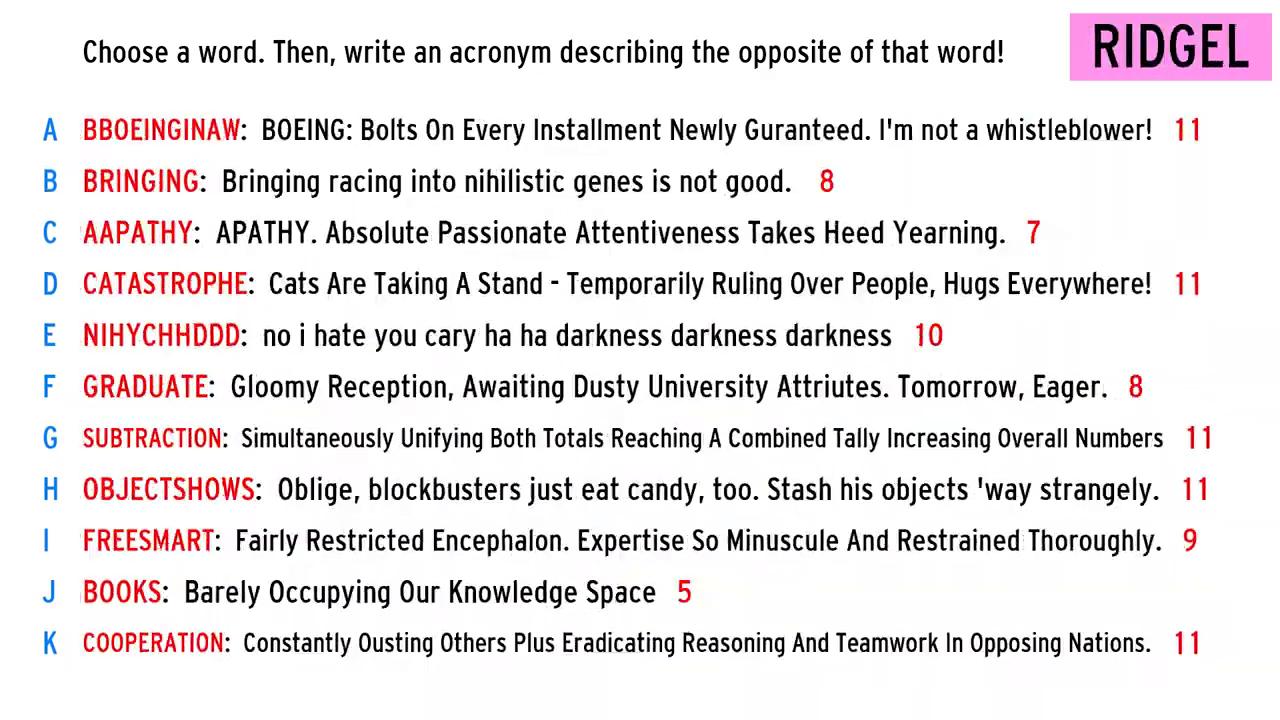 Choose a word. Then, write an acronym describing the opposite of that word!
RIDGEL
A BBOEINGINAW: BOEING: Bolts On Every Installment Newly Guranteed. I'm not a whistleblower! 11
B BRINGING: Bringing racing into nihilistic genes is not good. 8
C AAPATHY: APATHY. Absolute Passionate Attentiveness Takes Heed Yearning. 7
D CATASTROPHE: Cats Are Taking A Stand - Temporarily Ruling Over People, Hugs Everywhere! 11
E NIHYCHHDDD: no i hate you cary ha ha darkness darkness darkness 10
F GRADUATE: Gloomy Reception, Awaiting Dusty University Attriutes. Tomorrow, Eager. 8
G SUBTRACTION: Simultaneously Unifying Both Totals Reaching A Combined Tally Increasing Overall Numbers 11
H OBJECTSHOWS: Oblige, blockbusters just eat candy, too. Stash his objects 'way strangely. 11
I FREESMART: Fairly Restricted Encephalon. Expertise So Minuscule And Restrained Thoroughly. 9
J BOOKS: Barely Occupying Our Knowledge Space 5
K COOPERATION: Constantly Ousting Others Plus Eradicating Reasoning And Teamwork In Opposing Nations. 11